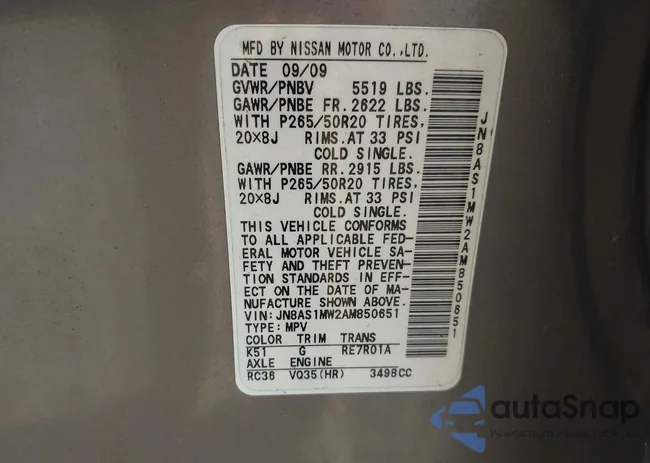 MFD BY NISSAN MOTOR CO.,LTD.
DATE 09/09
GVWR/PNBV 5519 LBS.
GAWR/PNBE FR. 2622 LBS.
WITH P265/50R20 TIRES,
20×8J RIMS. AT 33 PSI
COLD SINGLE.
GAWR/PNBE RR. 2915 LBS.
WITH P265/50R20 TIRES,
20×8J RIMS. AT 33 PSI
COLD SINGLE.
THIS VEHICLE CONFORMS
TO ALL APPLICABLE FED-
ERAL MOTOR VEHICLE SA-
FETY AND THEFT PREVEN-
TION STANDARDS IN EFF-
ECT ON THE DATE OF MA-
NUFACTURE SHOWN ABOVE.
VIN: JN8AS1MW2AM850651
TYPE: MPV
COLOR TRIM TRANS
K51 G RE7R01A
AXLE ENGINE
RC36 VQ35(HR) 3498CC
JN8AS1MW2AM850651
autoSnap